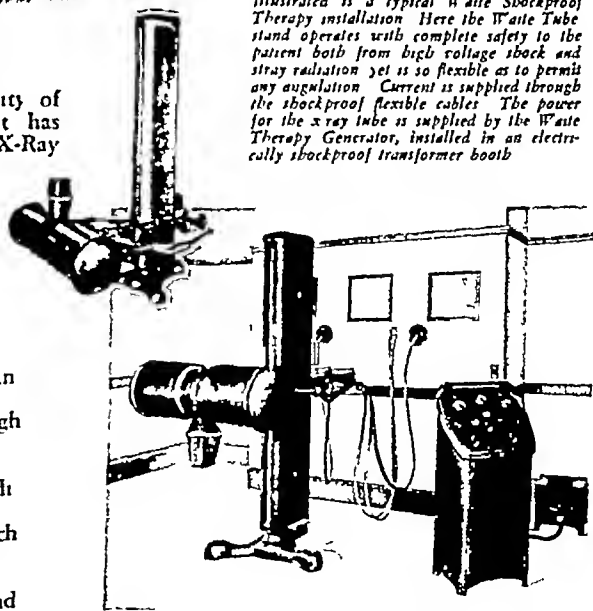 Illustrated is a typical Waite Shockproof
Therapy installation Here the Waite Tube
stand operates with complete safety to the
patient both from high voltage shock and
stray radiation yet is so flexible as to permit
any angulation Current is supplied through
the shockproof flexible cables The power
for the x ray tube is supplied by the Waite
Therapy Generator, installed in an electri-
cally shockproof transformer booth
ity of
t has
X-Ray
n
gh
th
nd